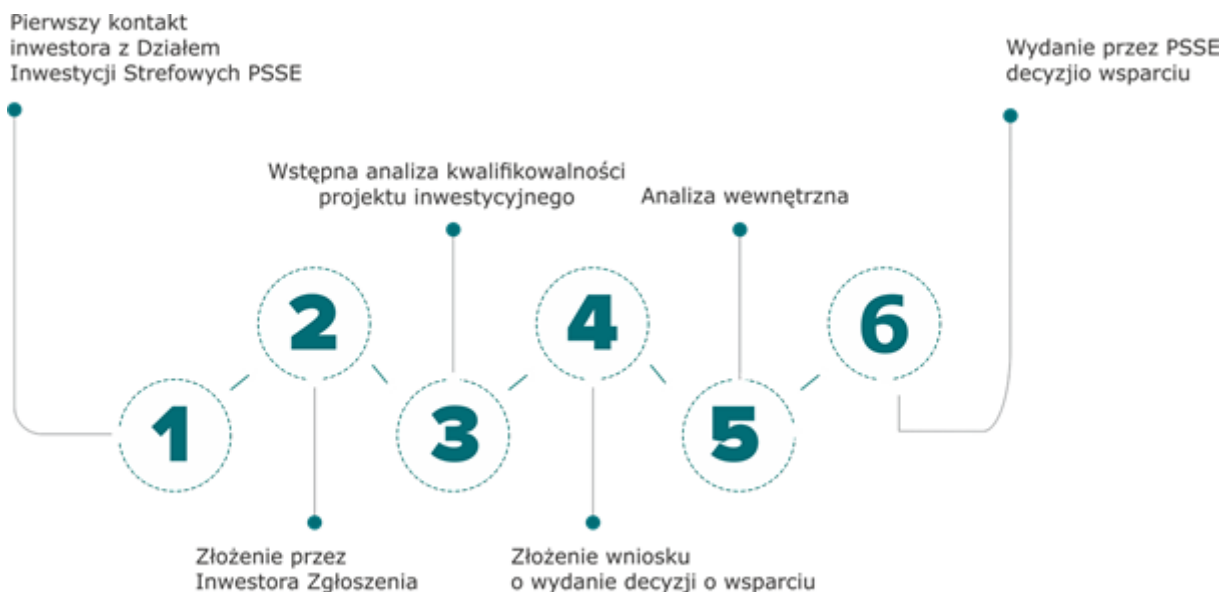 Pierwszy kontakt
inwestora z Działem
Inwestycji Strefowych PSSE
Wydanie przez PSSE
decyzjio wsparciu
Wstępna analiza kwalifikowalności
projektu inwestycyjnego
Analiza wewnętrzna
2
4
6
1
3
5
Złożenie przez
Inwestora Zgłoszenia
Złożenie wniosku
o wydanie decyzji o wsparciu